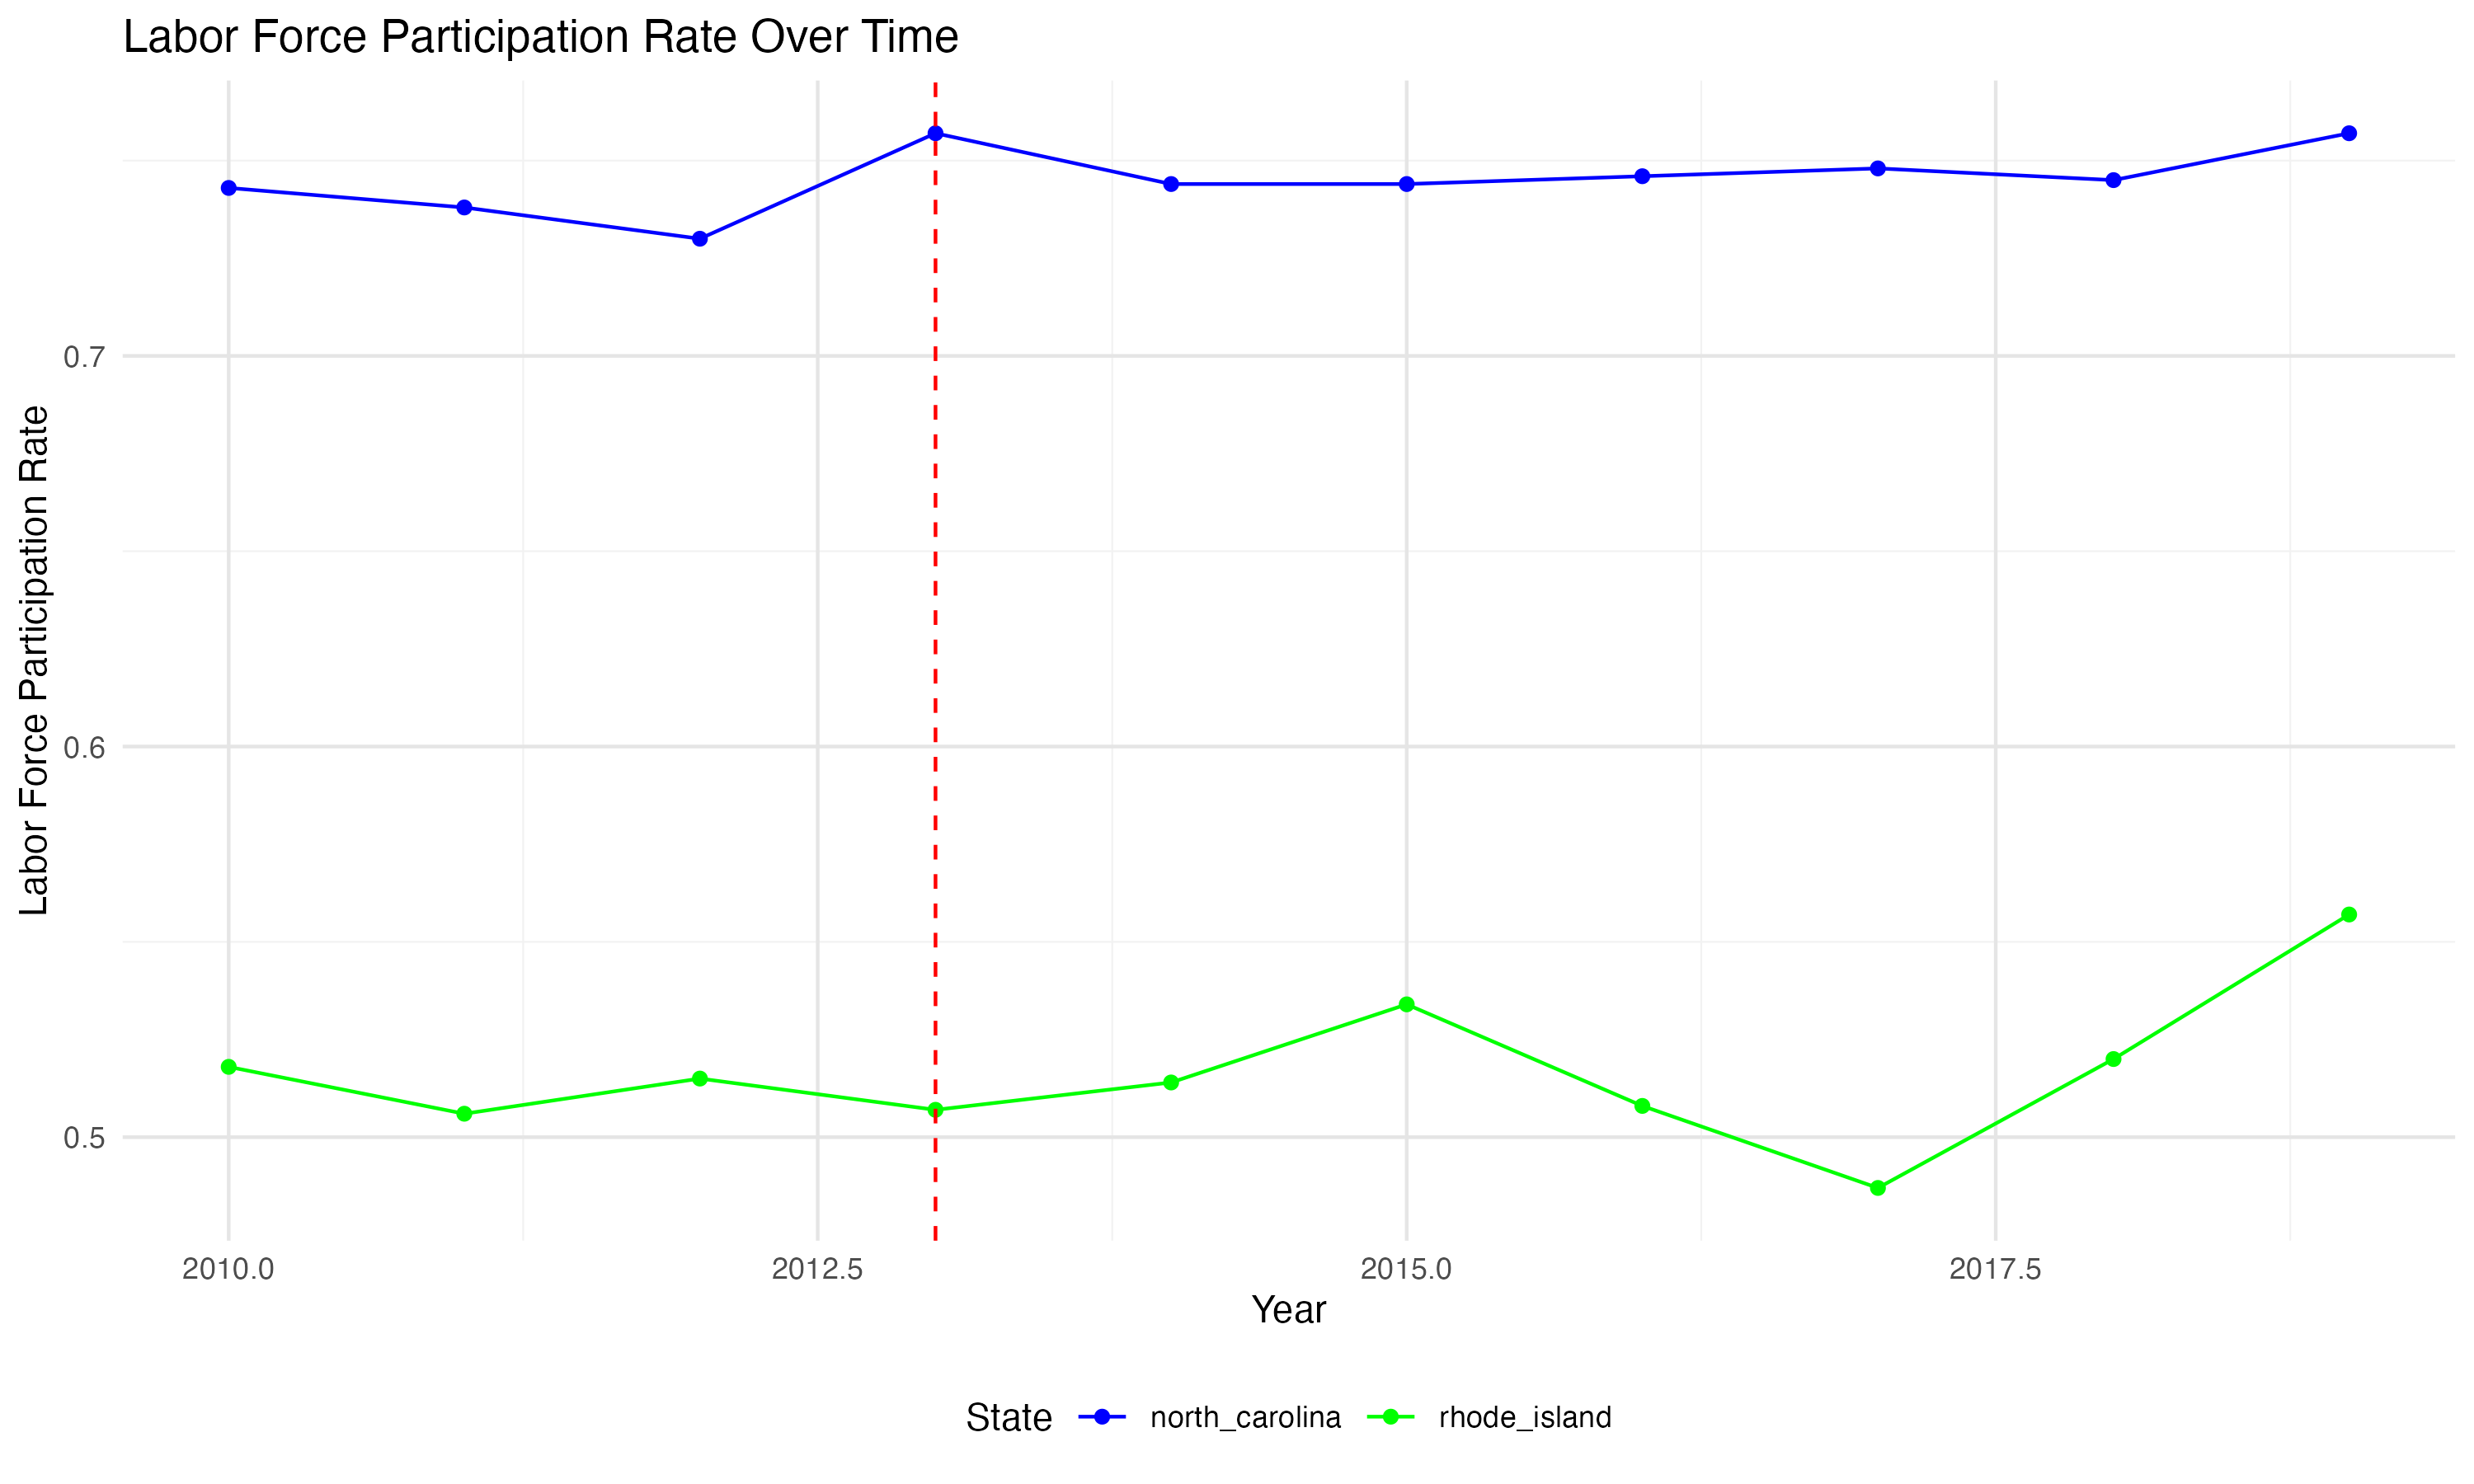 Labor Force Participation Rate Over Time
Labor Force Participation Rate
0.7
0.6
0.5
2010.0 2012.5 2015.0 2017.5
Year
State north_carolina rhode_island